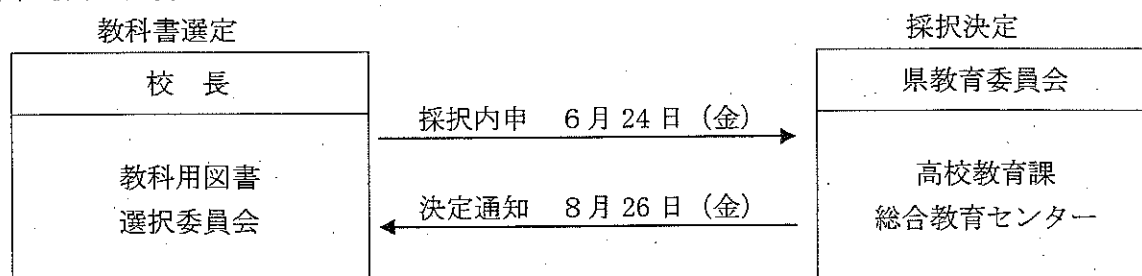 教科書選定
校 長
教科用図書
選択委員会
採択内申 6月24日(金)
決定通知 8月26日(金)
採択決定
県教育委員会
高校教育課
総合教育センター